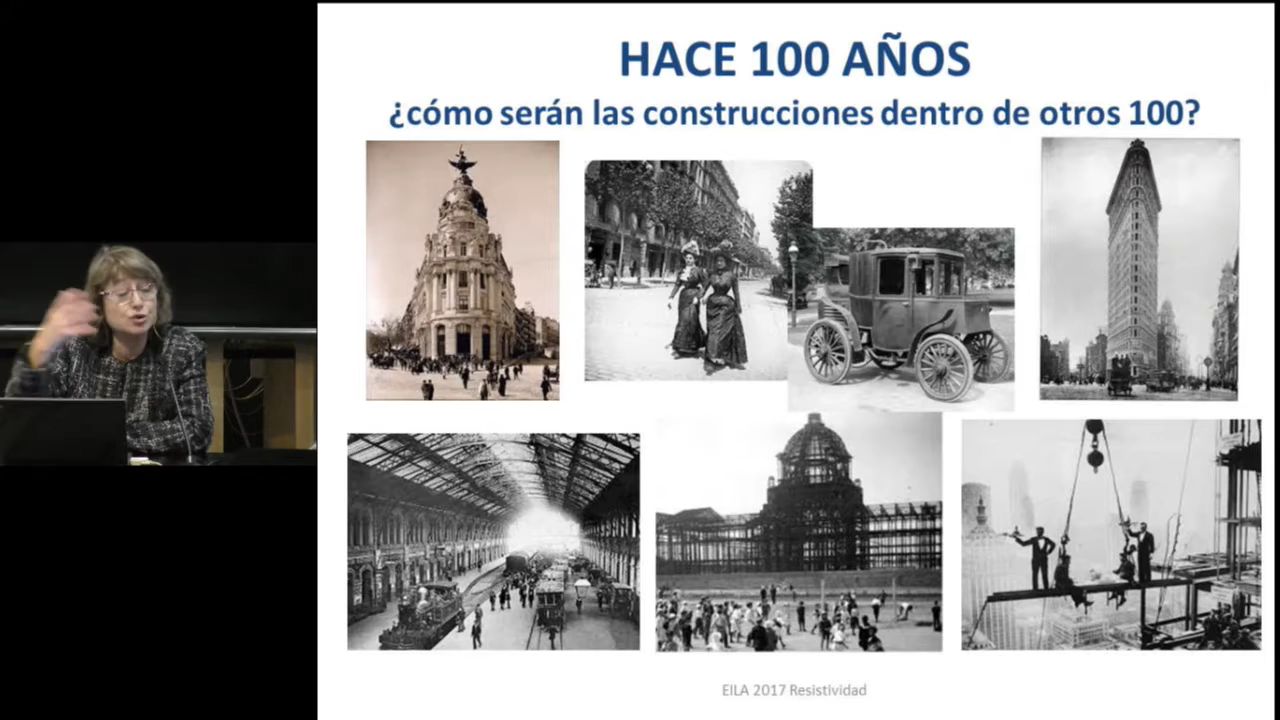 HACE 100 AÑOS
¿cómo serán las construcciones dentro de otros 100?
EILA 2017 Resistividad